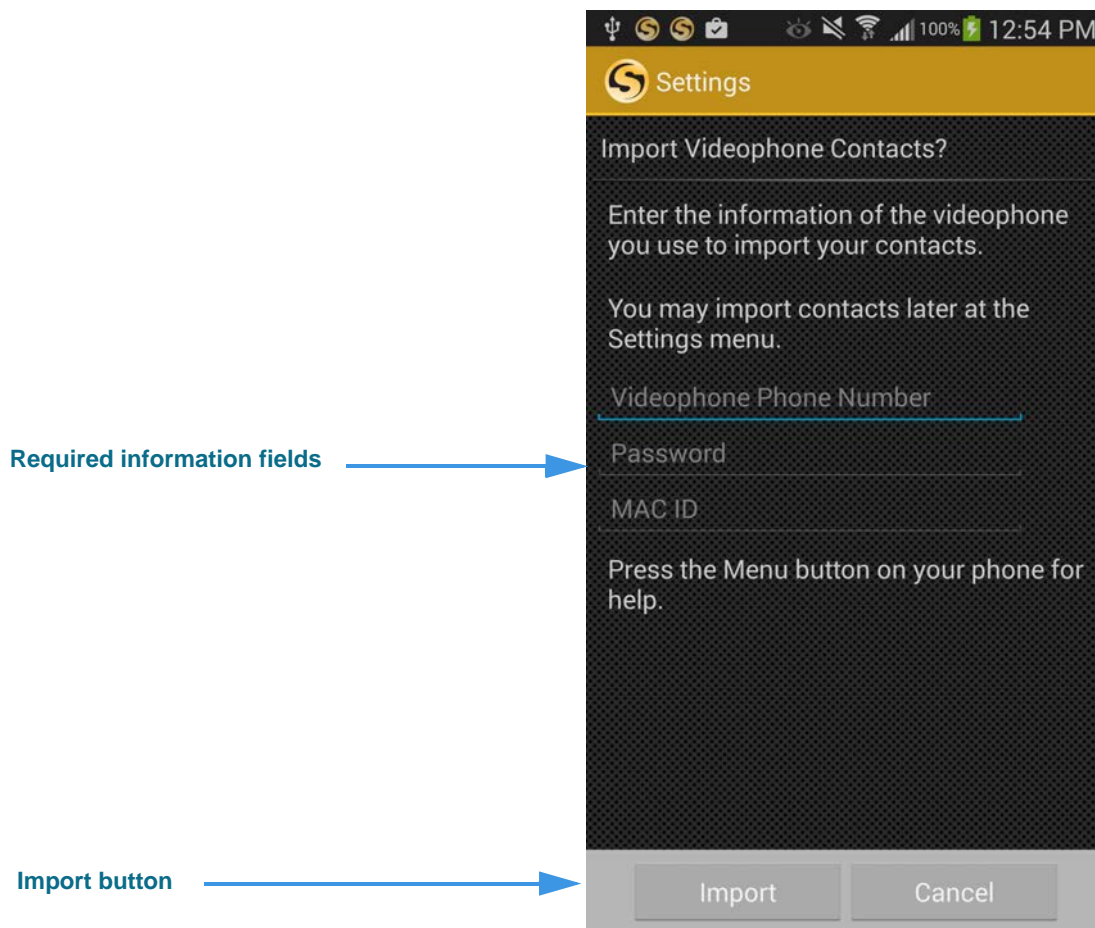 100% 12:54 PM
Settings
Import Videophone Contacts?
Enter the information of the videophone
you use to import your contacts.
You may import contacts later at the
Settings menu.
Videophone Phone Number
Required information fields
Password
MAC ID
Press the Menu button on your phone for
help.
Import button
Import
Cancel